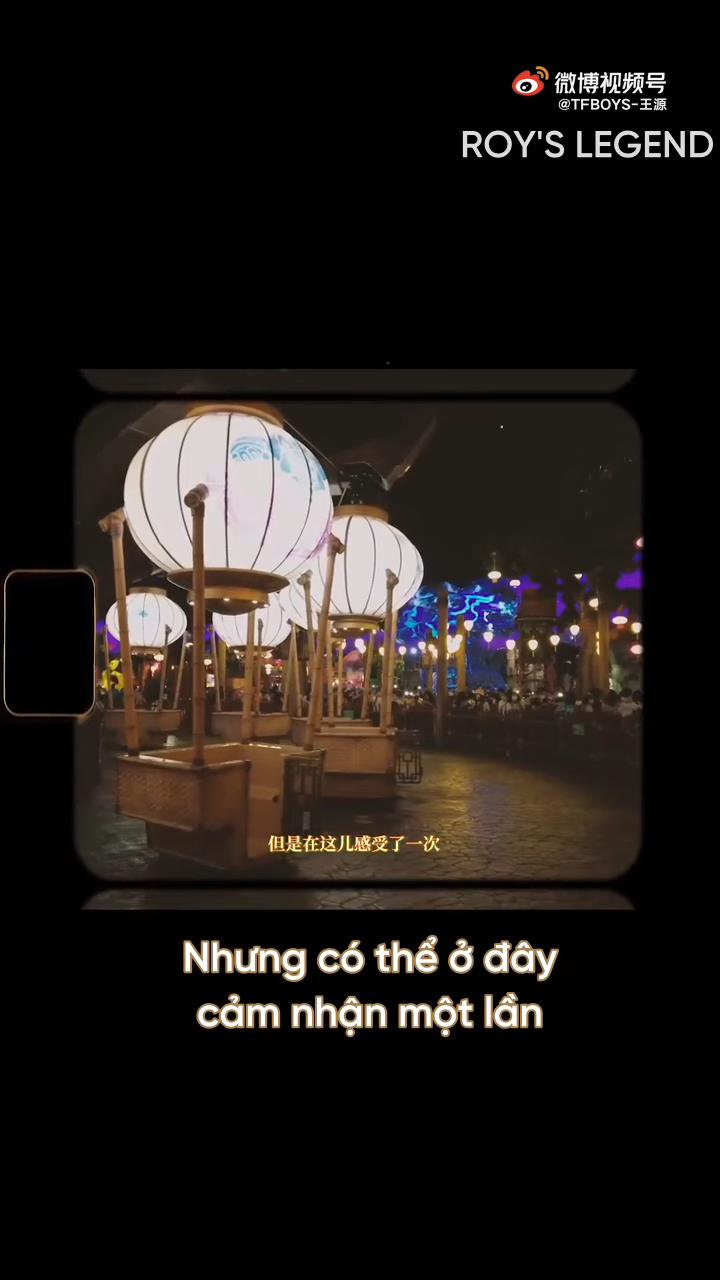 微博视频号
@TFBOYS-王源
ROY'S LEGEND
但是在这儿感受了一次
Nhưng có thể ở đây
cảm nhận một lần